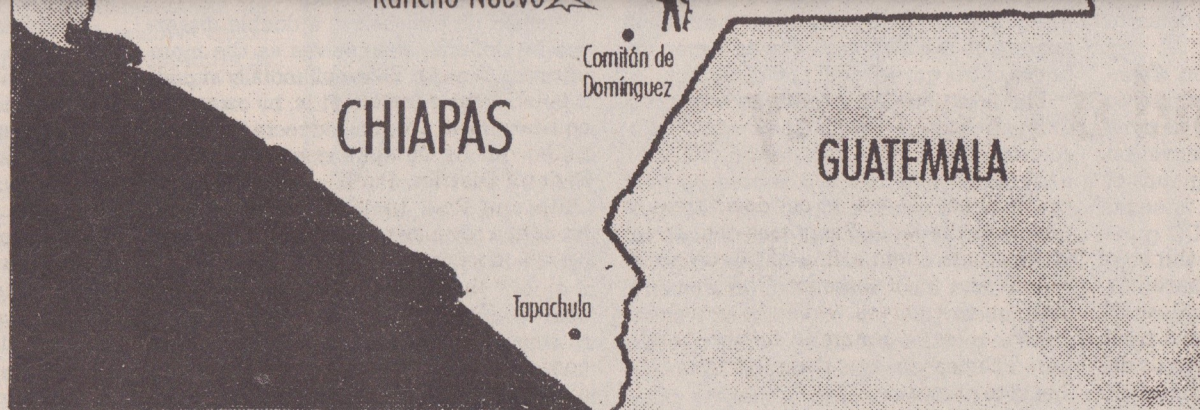 Rancho Nuevo
Comitán de
Domínguez
CHIAPAS
GUATEMALA
Tapachula